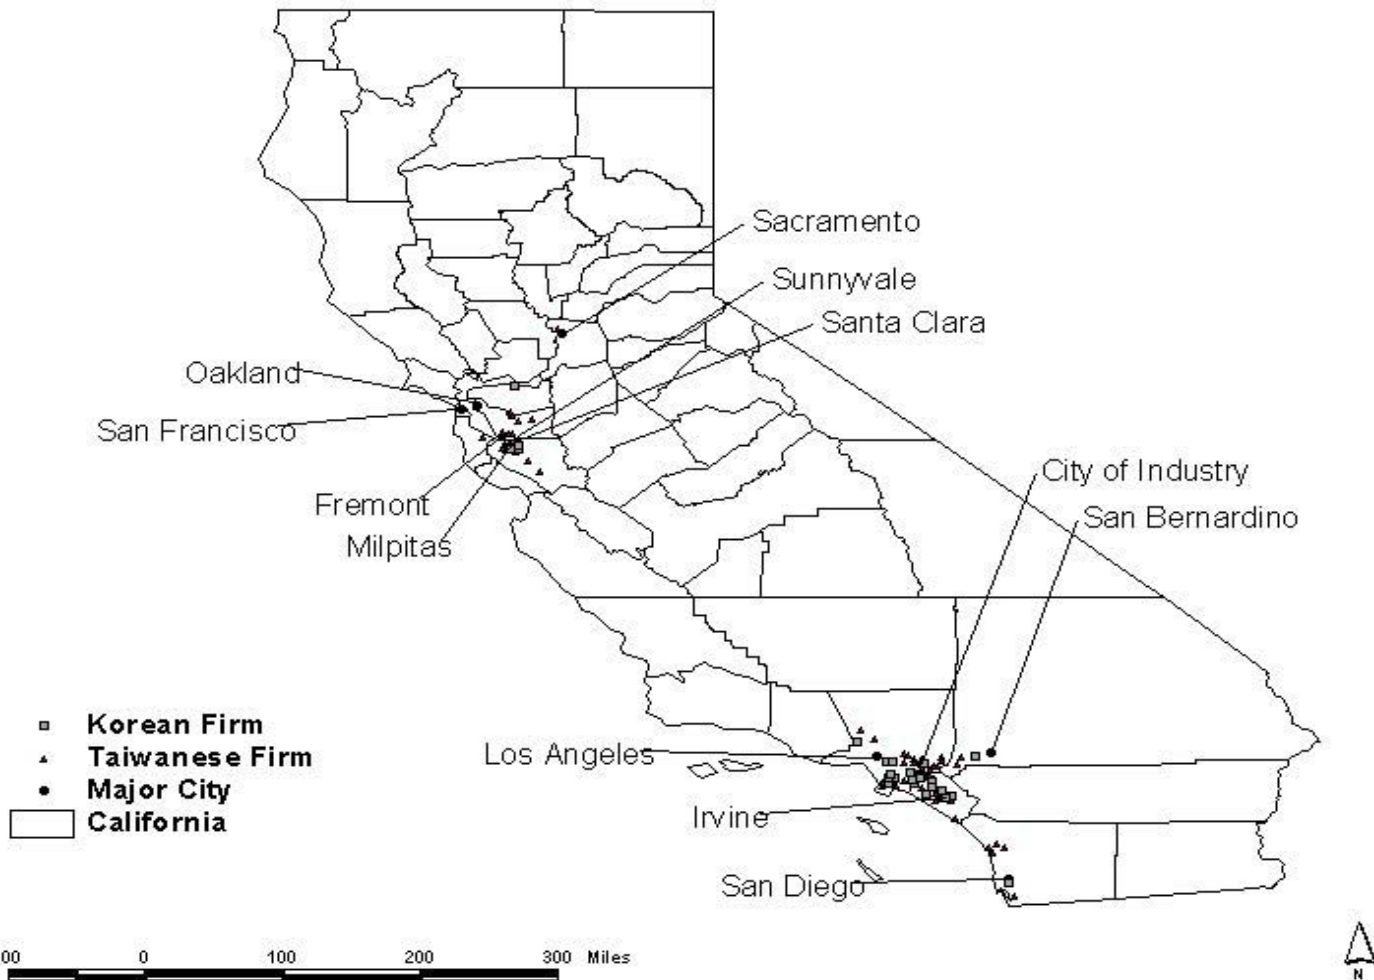 Sacramento
Sunnyvale
Santa Clara
Oakland
San Francisco
City of Industry
San Bernardino
Fremont
Milpitas
Korean Firm
Taiwanese Firm
Major City
California
Los Angeles
Irvine
San Diego
00 0 100 200 300 Miles
N